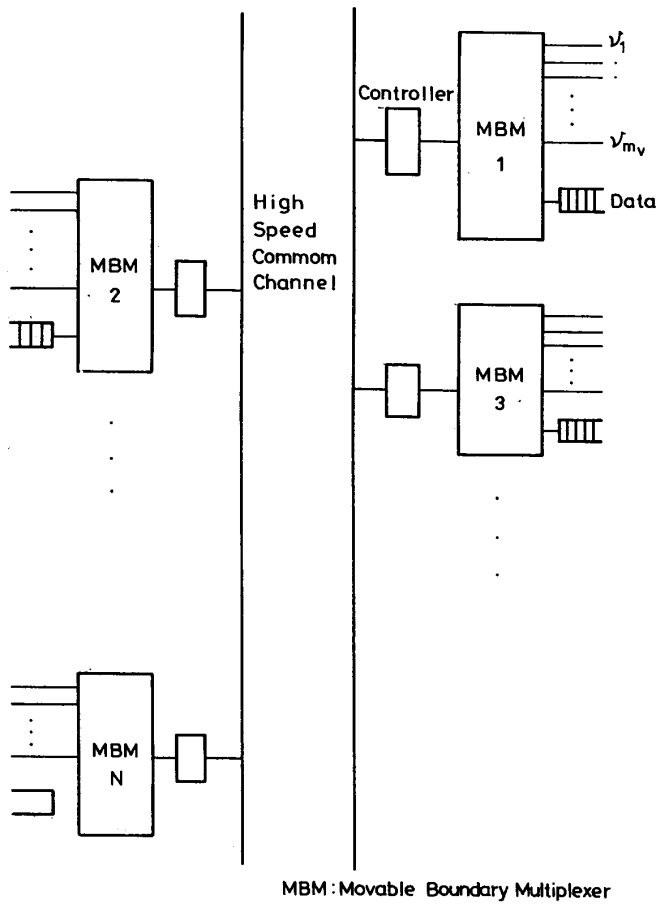 Controller
MBM
1
ν1
νmv
Data
High
Speed
Commom
Channel
MBM
2
MBM
3
MBM
N
MBM : Movable Boundary Multiplexer